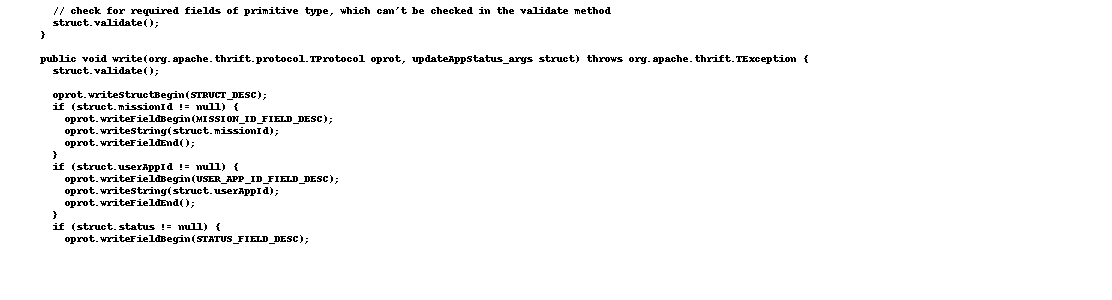 // check for required fields of primitive type, which can't be checked in the validate method
struct.validate();
}
public void write(org.apache.thrift.protocol.TProtocol oprot, updateAppStatus_args struct) throws org.apache.thrift.TException {
struct.validate();
oprot.writeStructBegin(STRUCT_DESC);
if (struct.missionId != null) {
oprot.writeFieldBegin(MISSION_ID_FIELD_DESC);
oprot.writeString(struct.missionId);
oprot.writeFieldEnd();
}
if (struct.userAppId != null) {
oprot.writeFieldBegin(USER_APP_ID_FIELD_DESC);
oprot.writeString(struct.userAppId);
oprot.writeFieldEnd();
}
if (struct.status != null) {
oprot.writeFieldBegin(STATUS_FIELD_DESC);